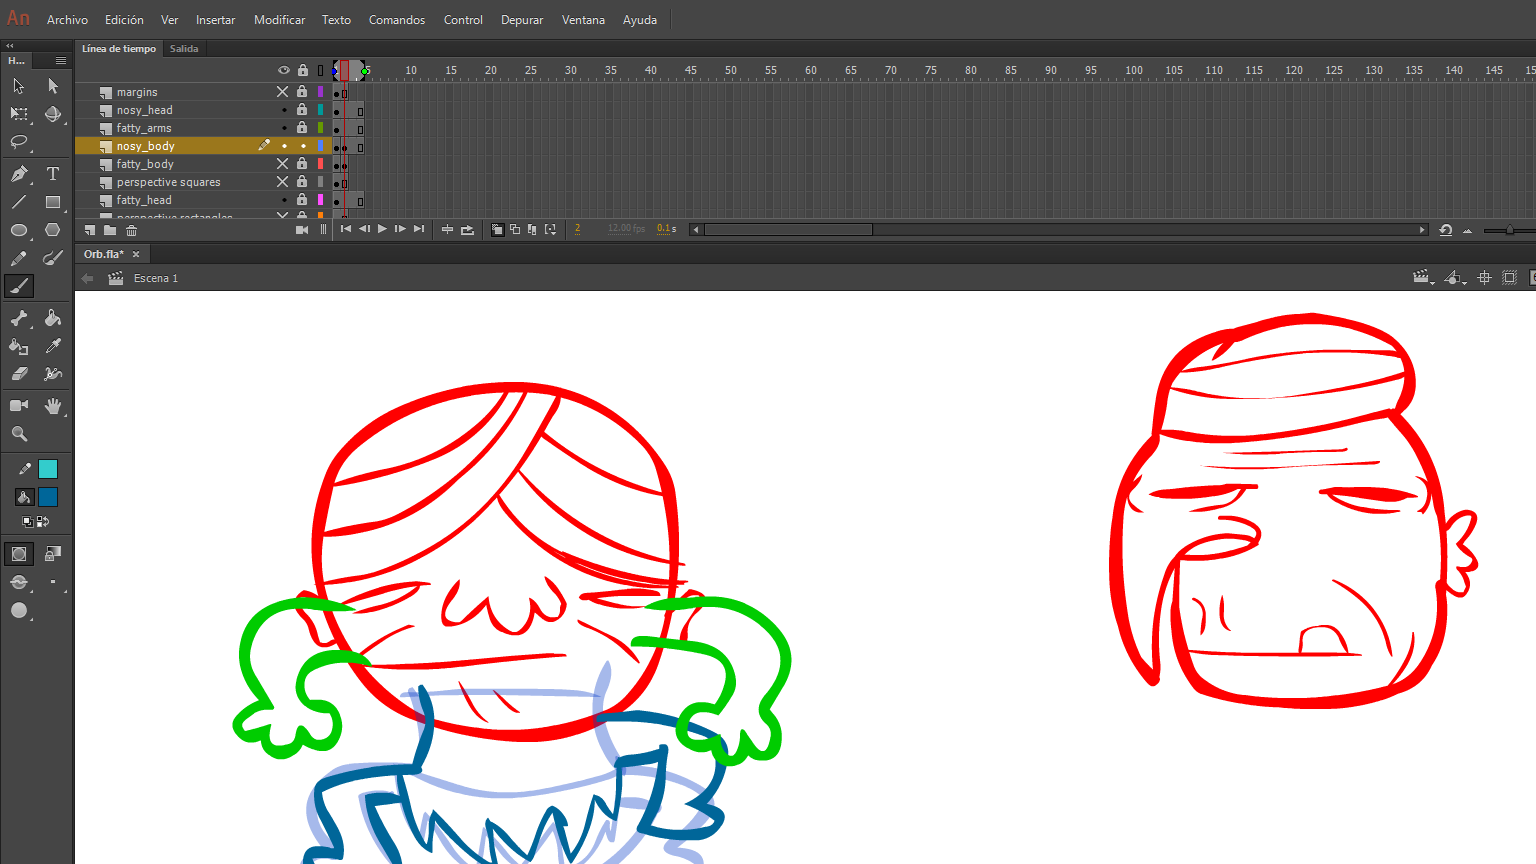 An Archivo Edición Ver Insertar Modificar Texto Comandos Control Depurar Ventana Ayuda
H... Línea de tiempo Salida
5 10 15 20 25 30 35 40 45 50 55 60 65 70 75 80 85 90 95 100 105 110 115 120 125 130 135 140 145
margins
nosy_head
fatty_arms
nosy_body
fatty_body
perspective squares
fatty_head
perspective rectangles
2 12.00 fps 0.1 s
Orb.fla*
Escena 1